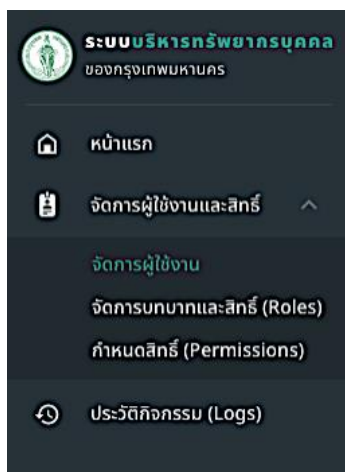 ระบบบริหารทรัพยากรบุคคล
ของกรุงเทพมหานคร
หน้าแรก
จัดการผู้ใช้งานและสิทธิ์
จัดการผู้ใช้งาน
จัดการบทบาทและสิทธิ์ (Roles)
กำหนดสิทธิ์ (Permissions)
ประวัติกิจกรรม (Logs)